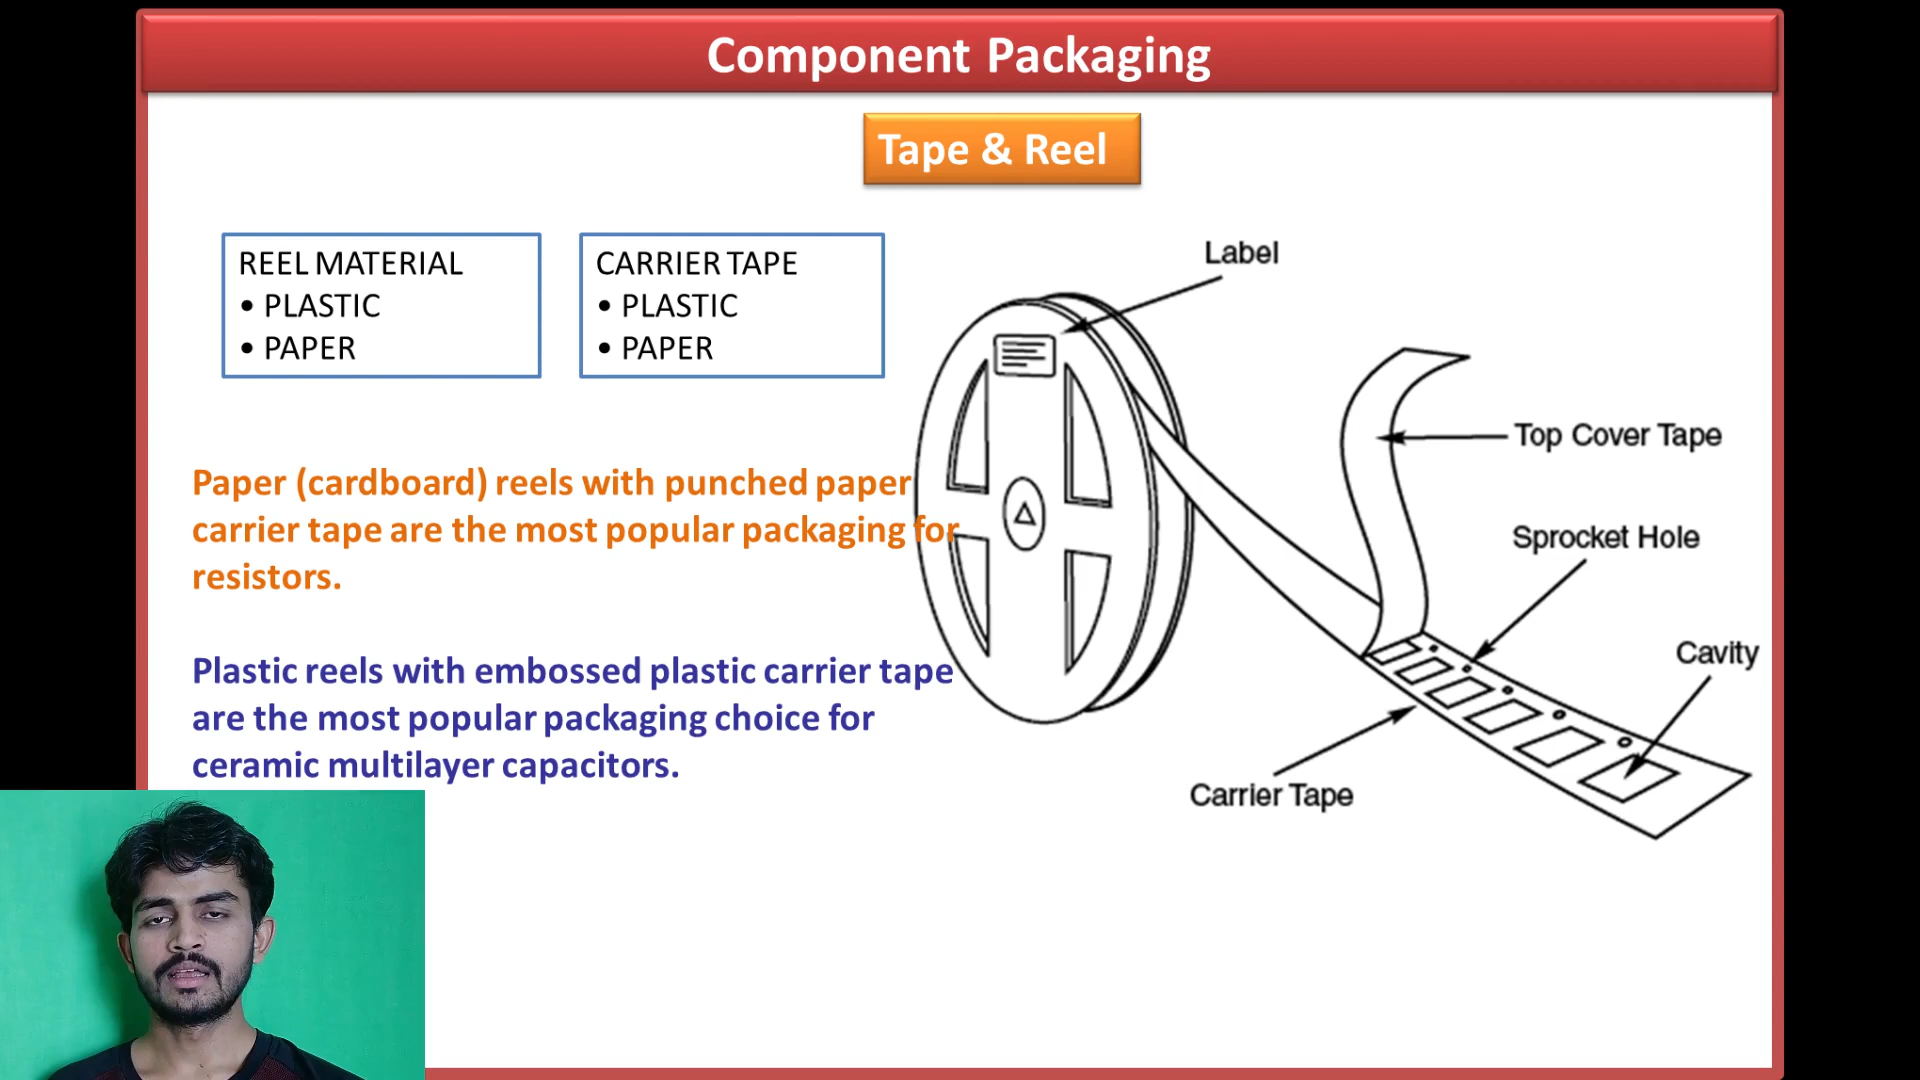 Component Packaging
Tape & Reel
REEL MATERIAL
• PLASTIC
• PAPER
CARRIER TAPE
• PLASTIC
• PAPER
Paper (cardboard) reels with punched paper
carrier tape are the most popular packaging for
resistors.
Plastic reels with embossed plastic carrier tape
are the most popular packaging choice for
ceramic multilayer capacitors.
Label
Top Cover Tape
Sprocket Hole
Cavity
Carrier Tape